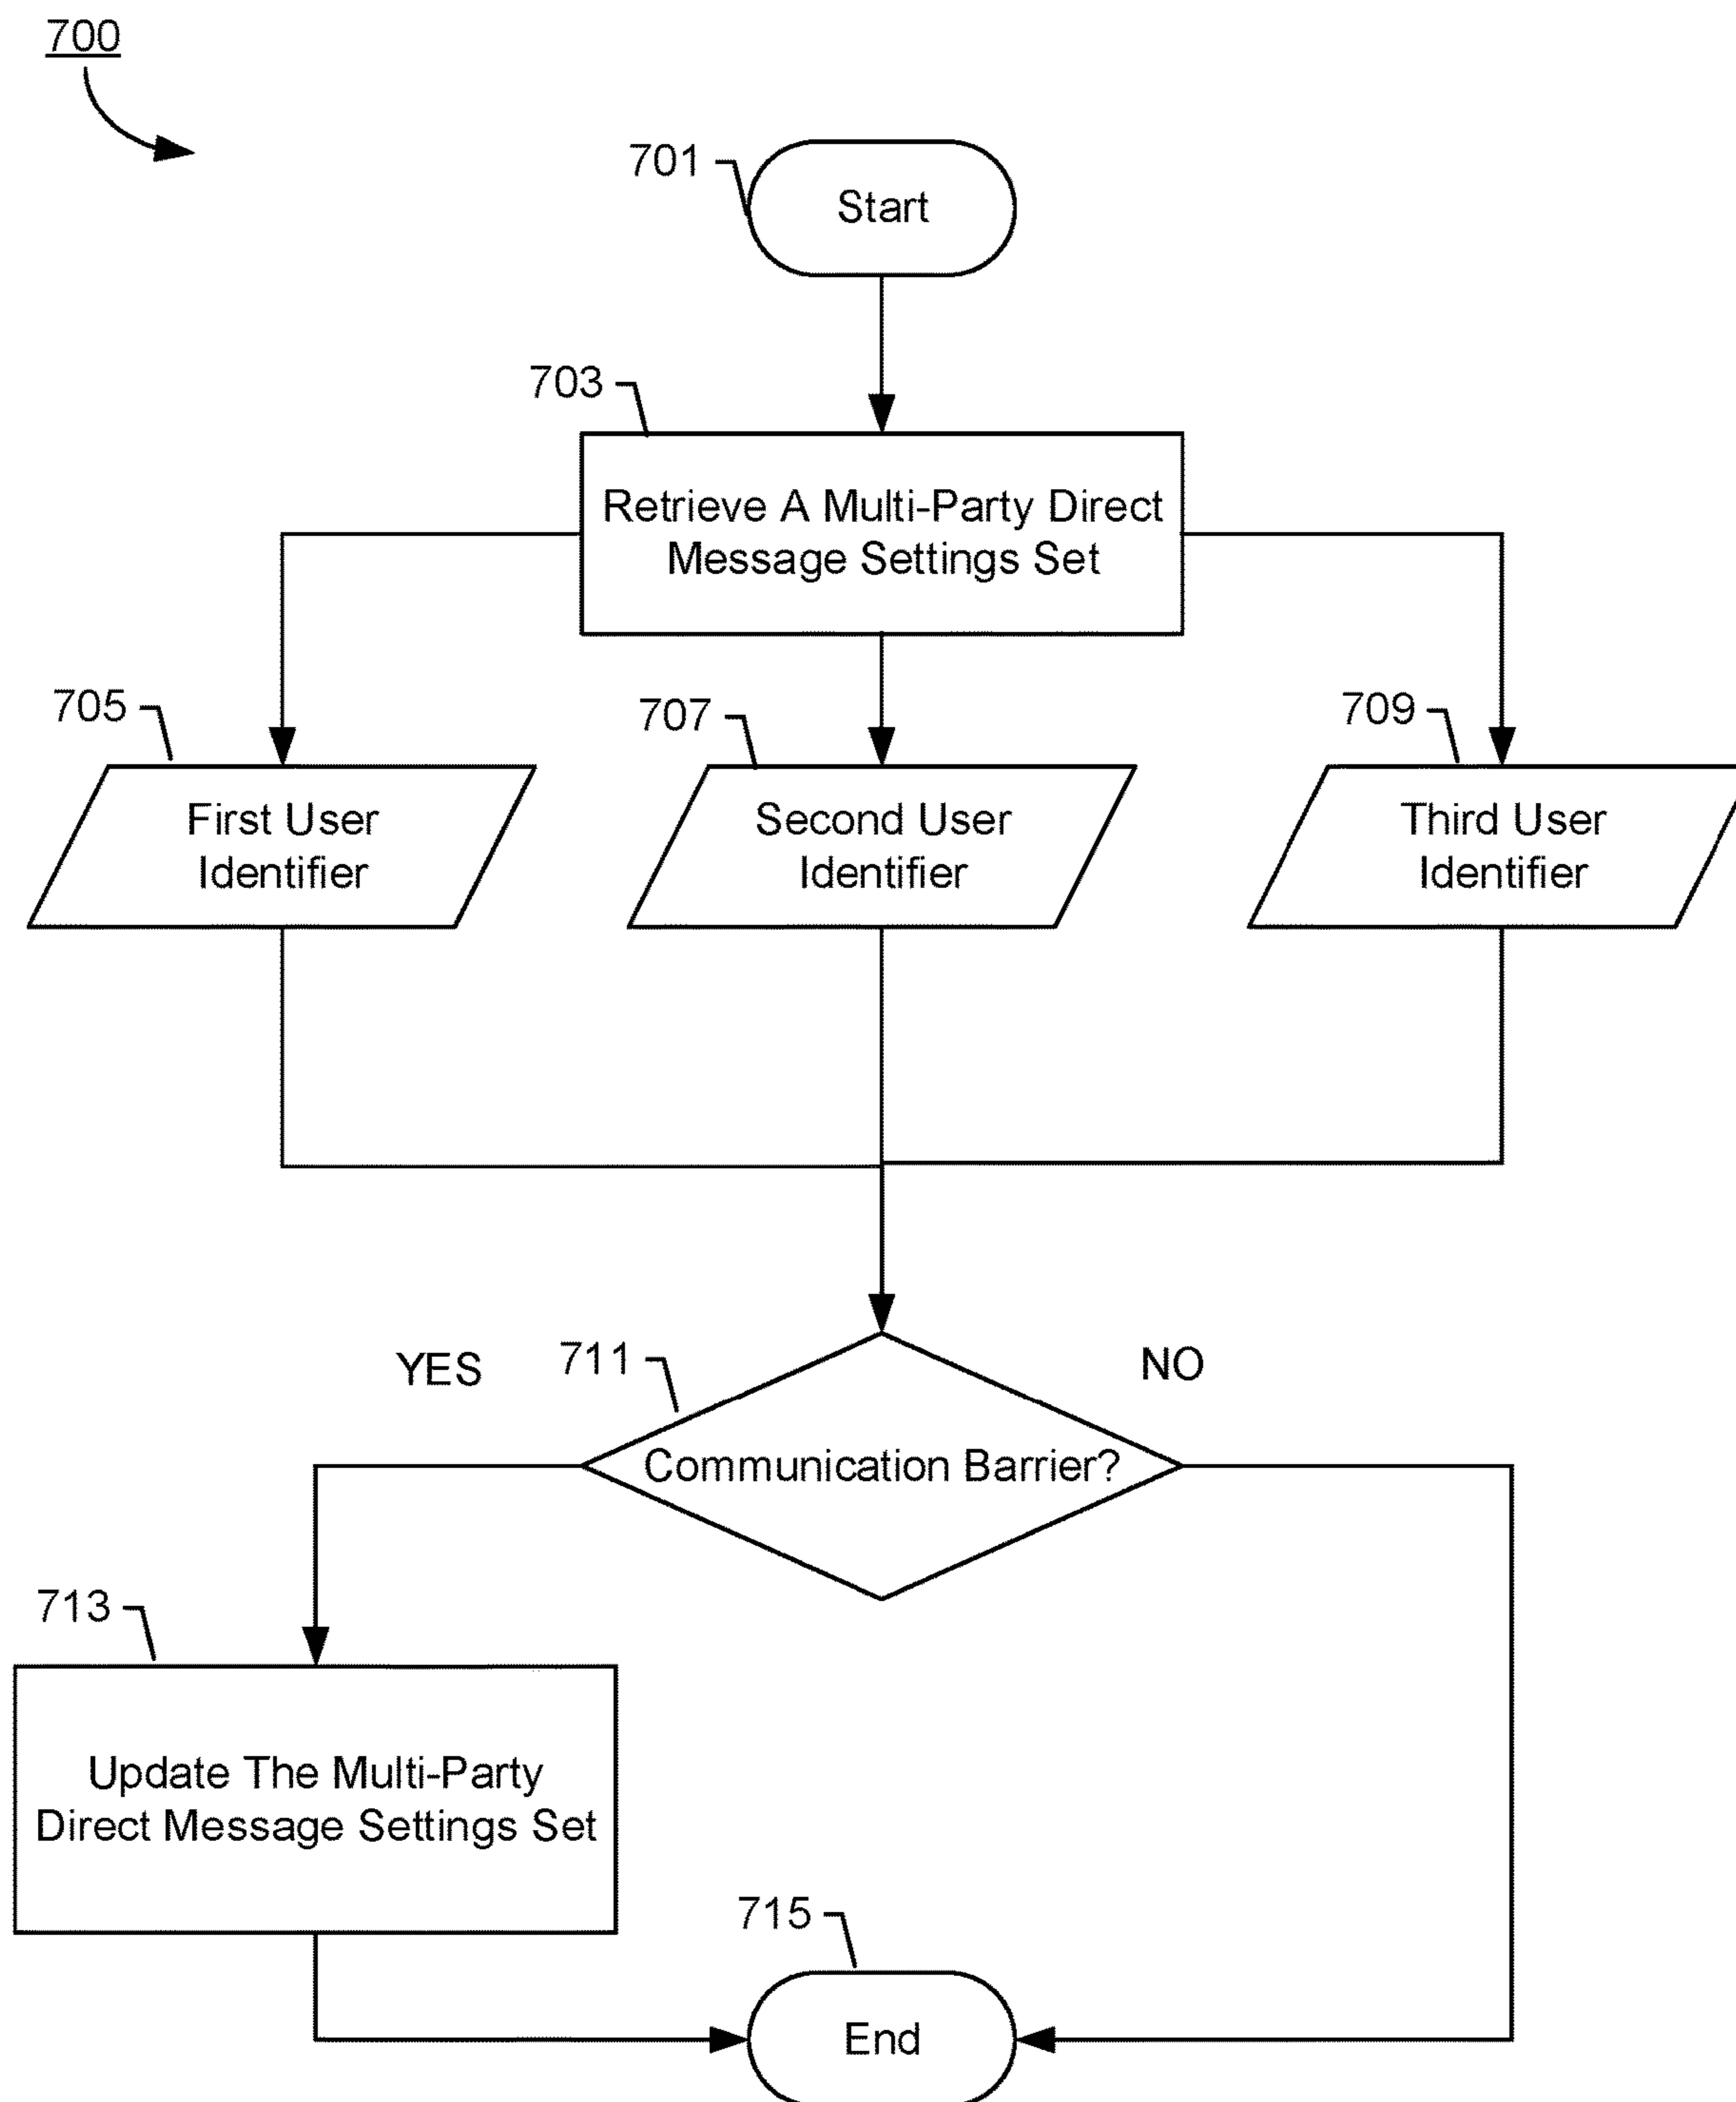 700
701
Start
703
Retrieve A Multi-Party Direct
Message Settings Set
705
707
709
First User
Identifier
Second User
Identifier
Third User
Identifier
YES
711
NO
Communication Barrier?
713
Update The Multi-Party
Direct Message Settings Set
715
End